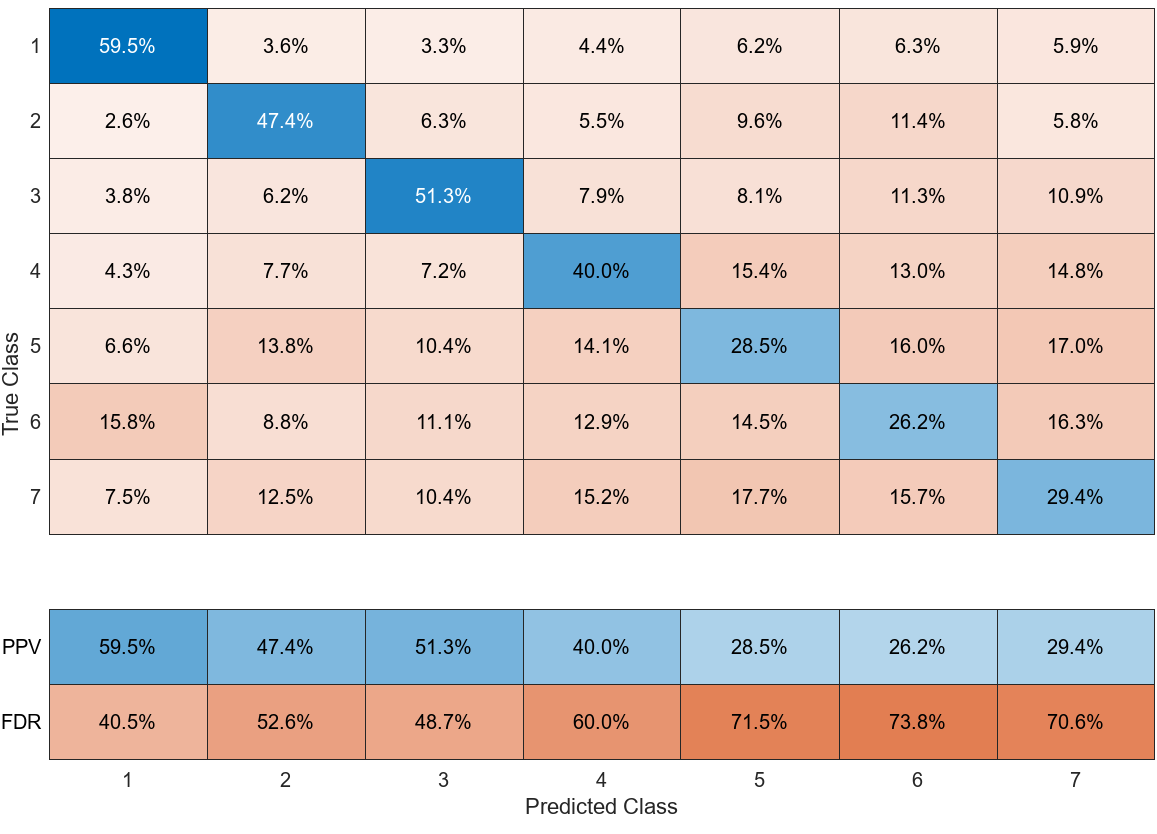 1 59.5% 3.6% 3.3% 4.4% 6.2% 6.3% 5.9%
2 2.6% 47.4% 6.3% 5.5% 9.6% 11.4% 5.8%
3 3.8% 6.2% 51.3% 7.9% 8.1% 11.3% 10.9%
4 4.3% 7.7% 7.2% 40.0% 15.4% 13.0% 14.8%
5 6.6% 13.8% 10.4% 14.1% 28.5% 16.0% 17.0%
6 15.8% 8.8% 11.1% 12.9% 14.5% 26.2% 16.3%
7 7.5% 12.5% 10.4% 15.2% 17.7% 15.7% 29.4%
True Class
PPV 59.5% 47.4% 51.3% 40.0% 28.5% 26.2% 29.4%
FDR 40.5% 52.6% 48.7% 60.0% 71.5% 73.8% 70.6%
1 2 3 4 5 6 7
Predicted Class